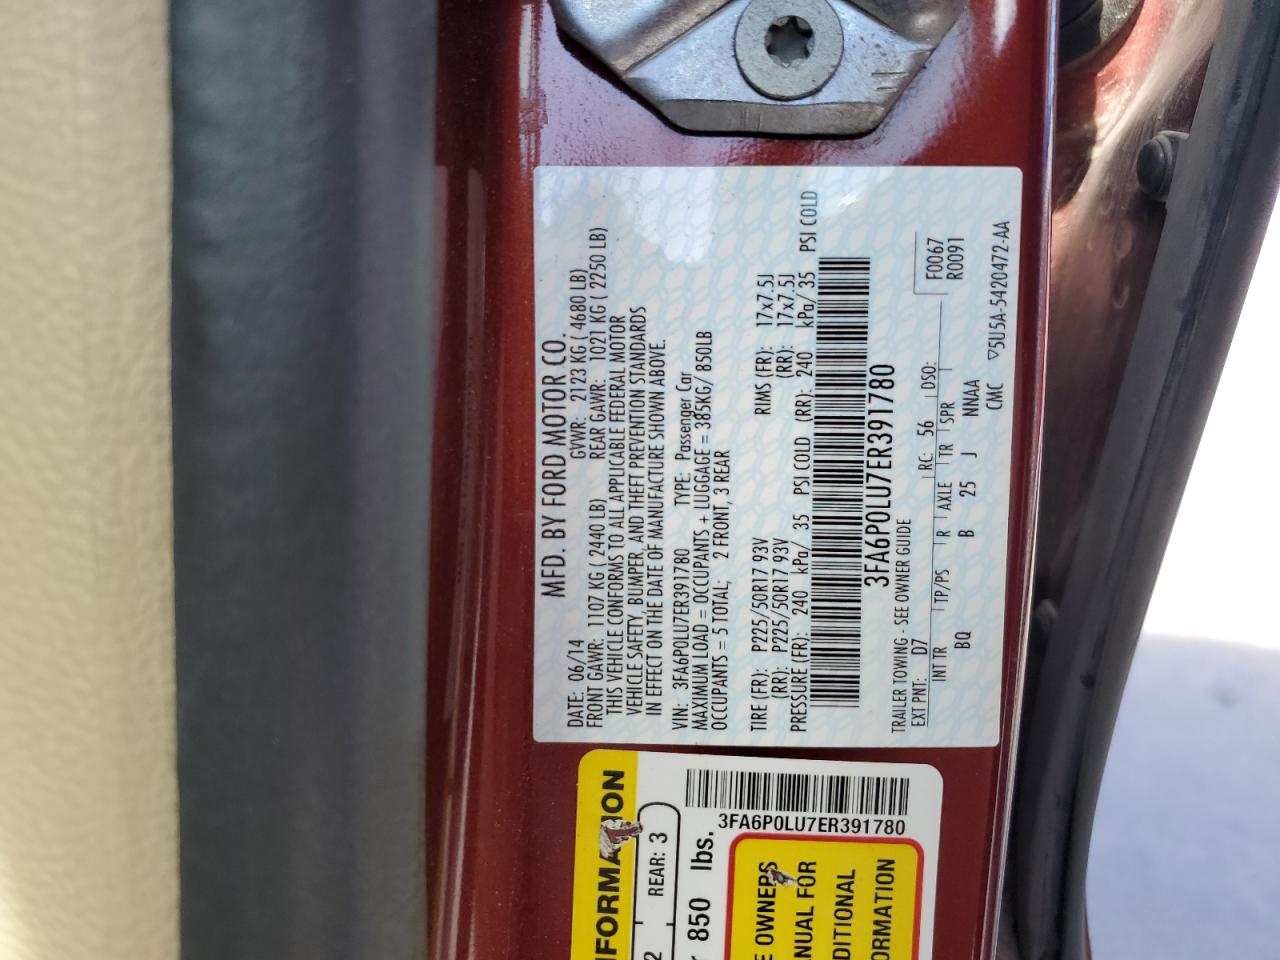 MFD. BY FORD MOTOR CO.
DATE: 06/14 GVWR: 2123 KG ( 4680 LB)
FRONT GAWR: 1107 KG ( 2440 LB) REAR GAWR: 1021 KG ( 2250 LB)
THIS VEHICLE CONFORMS TO ALL APPLICABLE FEDERAL MOTOR
VEHICLE SAFETY, BUMPER, AND THEFT PREVENTION STANDARDS
IN EFFECT ON THE DATE OF MANUFACTURE SHOWN ABOVE.
VIN: 3FA6P0LU7ER391780 TYPE: Passenger Car
MAXIMUM LOAD = OCCUPANTS + LUGGAGE = 385KG/ 850LB
OCCUPANTS = 5 TOTAL; 2 FRONT, 3 REAR
TIRE (FR): P225/50R17 93V RIMS (FR): 17x7.5J
(RR): P225/50R17 93V (RR): 17x7.5J
PRESSURE (FR): 240 kPa/ 35 PSI COLD (RR): 240 kPa/ 35 PSI COLD
3FA6P0LU7ER391780
TRAILER TOWING - SEE OWNER GUIDE
EXT PNT: D7 RC: 56 DSO: F0067
INT TR TP/PS R AXLE TR SPR R0091
BQ B 25 J NNAA
CMC ▽5U5A-5420472-AA
3FA6P0LU7ER391780
REAR: 3
2
850 lbs.
OWNERS
FOR